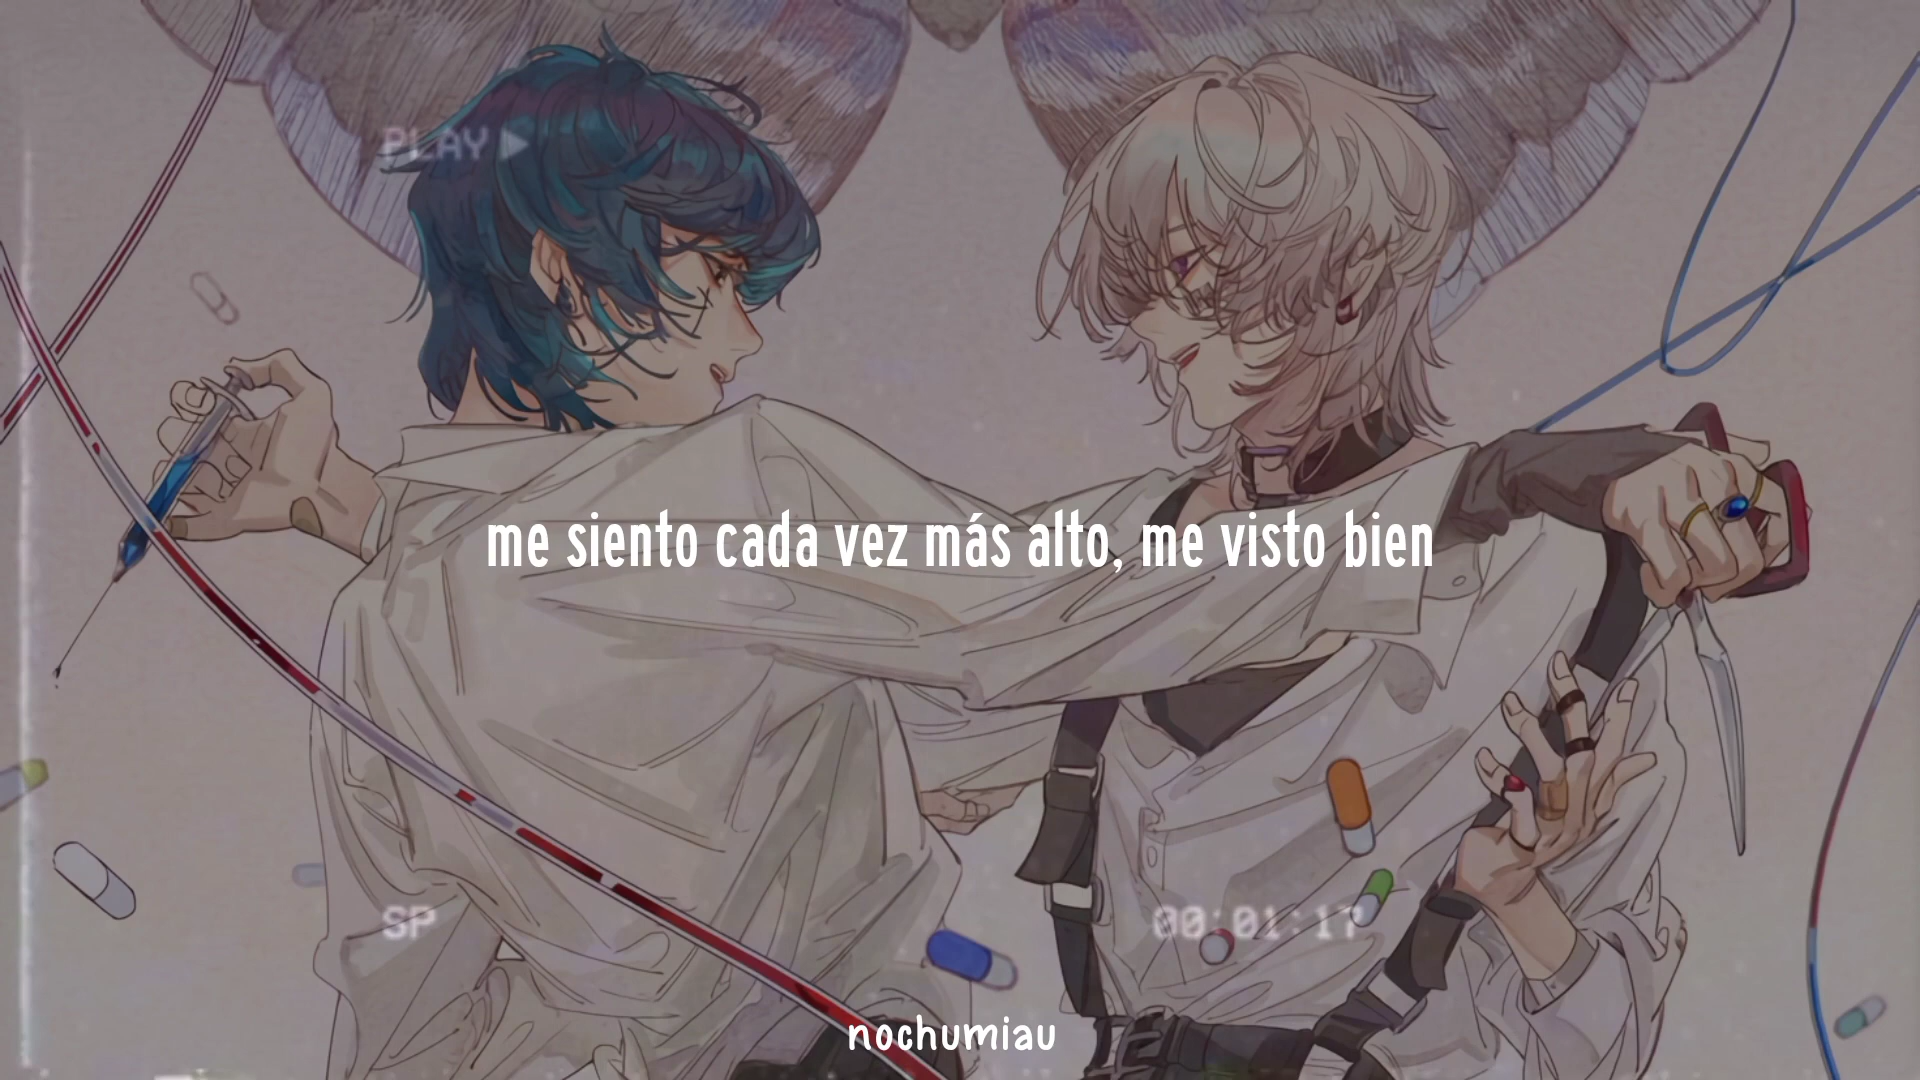 PLAY
me siento cada vez más alto, me visto bien
SP
00:01:17
nochumiau